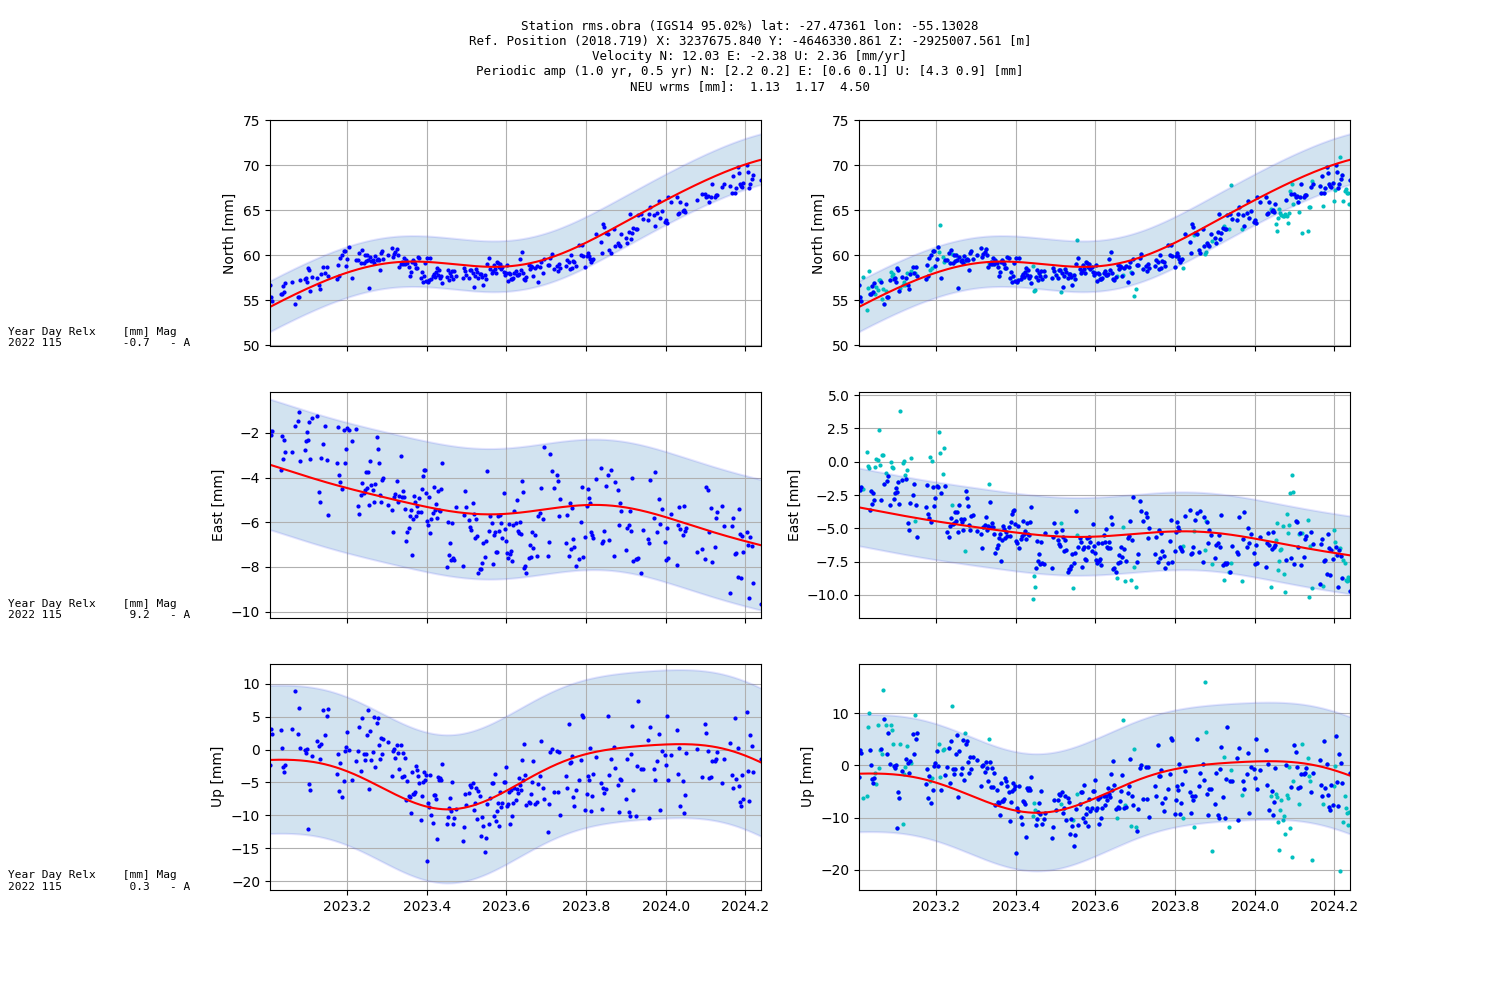 Station rms.obra (IGS14 95.02%) lat: -27.47361 lon: -55.13028
Ref. Position (2018.719) X: 3237675.840 Y: -4646330.861 Z: -2925007.561 [m]
Velocity N: 12.03 E: -2.38 U: 2.36 [mm/yr]
Periodic amp (1.0 yr, 0.5 yr) N: [2.2 0.2] E: [0.6 0.1] U: [4.3 0.9] [mm]
NEU wrms [mm]: 1.13 1.17 4.50
75
70
65
60
55
50
North [mm]
75
70
65
60
55
50
North [mm]
Year Day Relx [mm] Mag
2022 115 -0.7 - A
−2
−4
−6
−8
−10
East [mm]
5.0
2.5
0.0
−2.5
−5.0
−7.5
−10.0
East [mm]
Year Day Relx [mm] Mag
2022 115 9.2 - A
10
5
0
−5
−10
−15
−20
Up [mm]
10
0
−10
−20
Up [mm]
Year Day Relx [mm] Mag
2022 115 0.3 - A
2023.2 2023.4 2023.6 2023.8 2024.0 2024.2
2023.2 2023.4 2023.6 2023.8 2024.0 2024.2